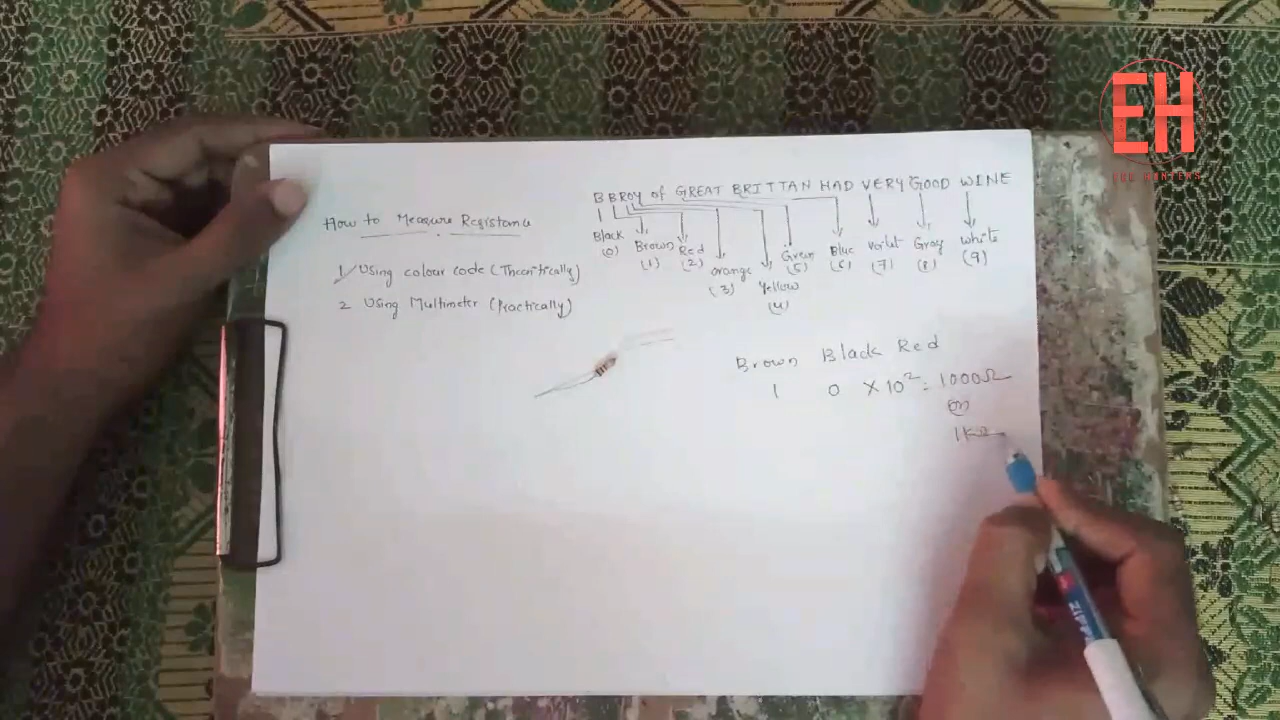 EH
BBROY of GREAT BRITTAN HAD VERY GOOD WINE
How to Measure Registance
Black Brown Red Orange Yellow Green Blue Violet Gray White
(0) (1) (2) (3) (4) (5) (6) (7) (8) (9)
1 Using colour code (Theoritically)
2 Using Multimeter (Practically)
Brown Black Red
1 0 ×10² = 1000Ω
1KΩ